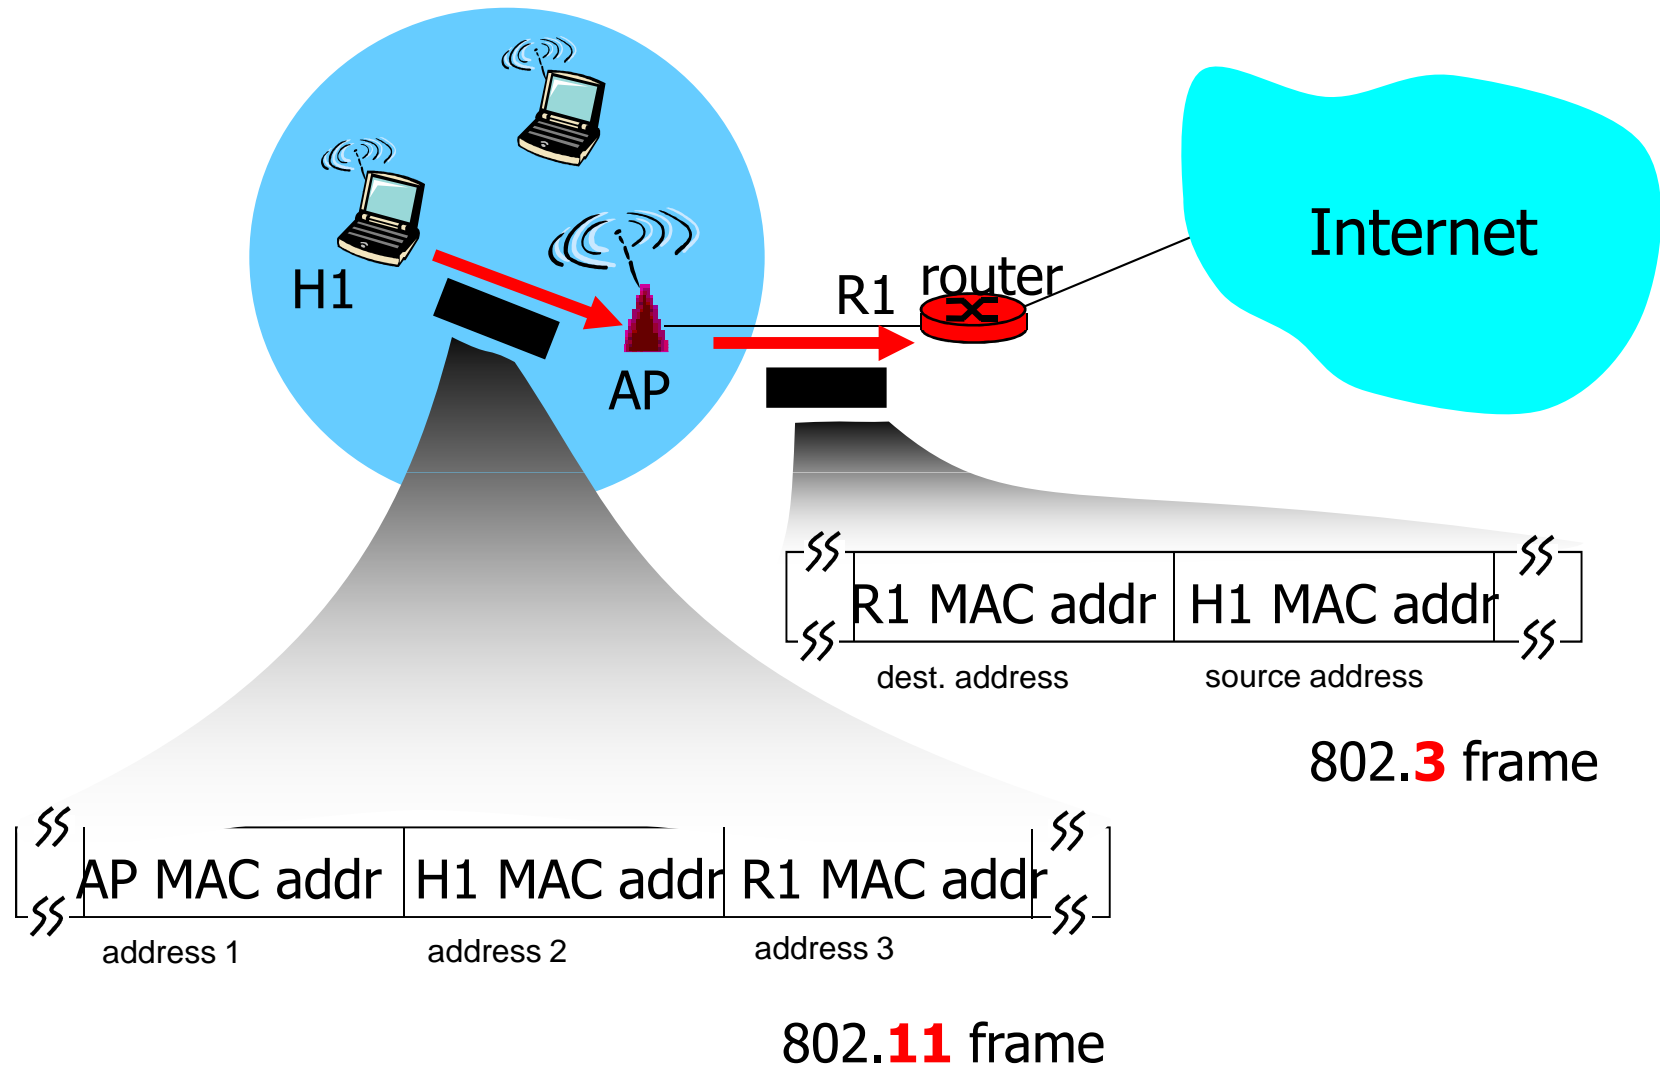 Internet
router
R1
H1
AP
R1 MAC addr H1 MAC addr
dest. address source address
802.3 frame
AP MAC addr H1 MAC addr R1 MAC addr
address 1 address 2 address 3
802.11 frame